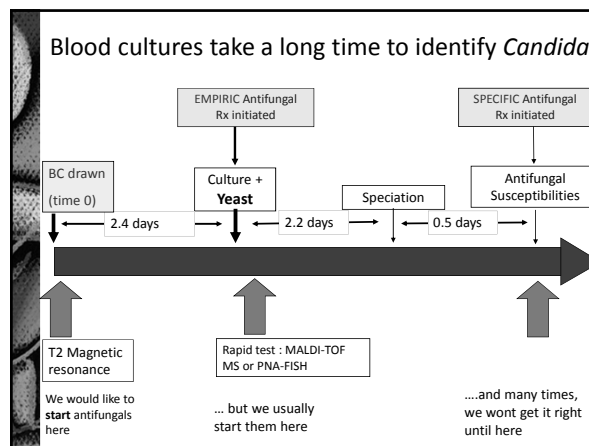 Blood cultures take a long time to identify Candida
EMPIRIC Antifungal
Rx initiated
SPECIFIC Antifungal
Rx initiated
BC drawn
(time 0)
Culture +
Yeast
Speciation
Antifungal
Susceptibilities
2.4 days
2.2 days
0.5 days
T2 Magnetic
resonance
Rapid test : MALDI-TOF
MS or PNA-FISH
We would like to
start antifungals
here
... but we usually
start them here
....and many times,
we wont get it right
until here